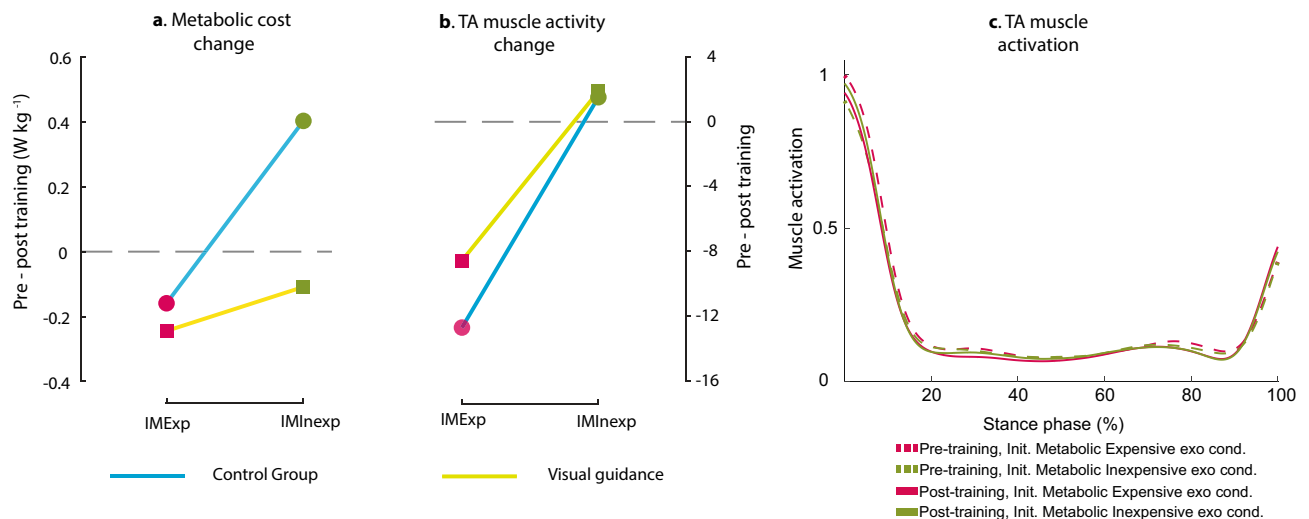 a. Metabolic cost
change
Pre - post training (W kg -1)
0.6
0.4
0.2
0
-0.2
-0.4
IMExp
IMInexp
b. TA muscle activity
change
4
0
-4
-8
-12
-16
Pre - post training
IMExp
IMInexp
Control Group
Visual guidance
c. TA muscle
activation
Muscle activation
1
0.5
0
20
40
60
80
100
Stance phase (%)
Pre-training, Init. Metabolic Expensive exo cond.
Pre-training, Init. Metabolic Inexpensive exo cond.
Post-training, Init. Metabolic Expensive exo cond.
Post-training, Init. Metabolic Inexpensive exo cond.